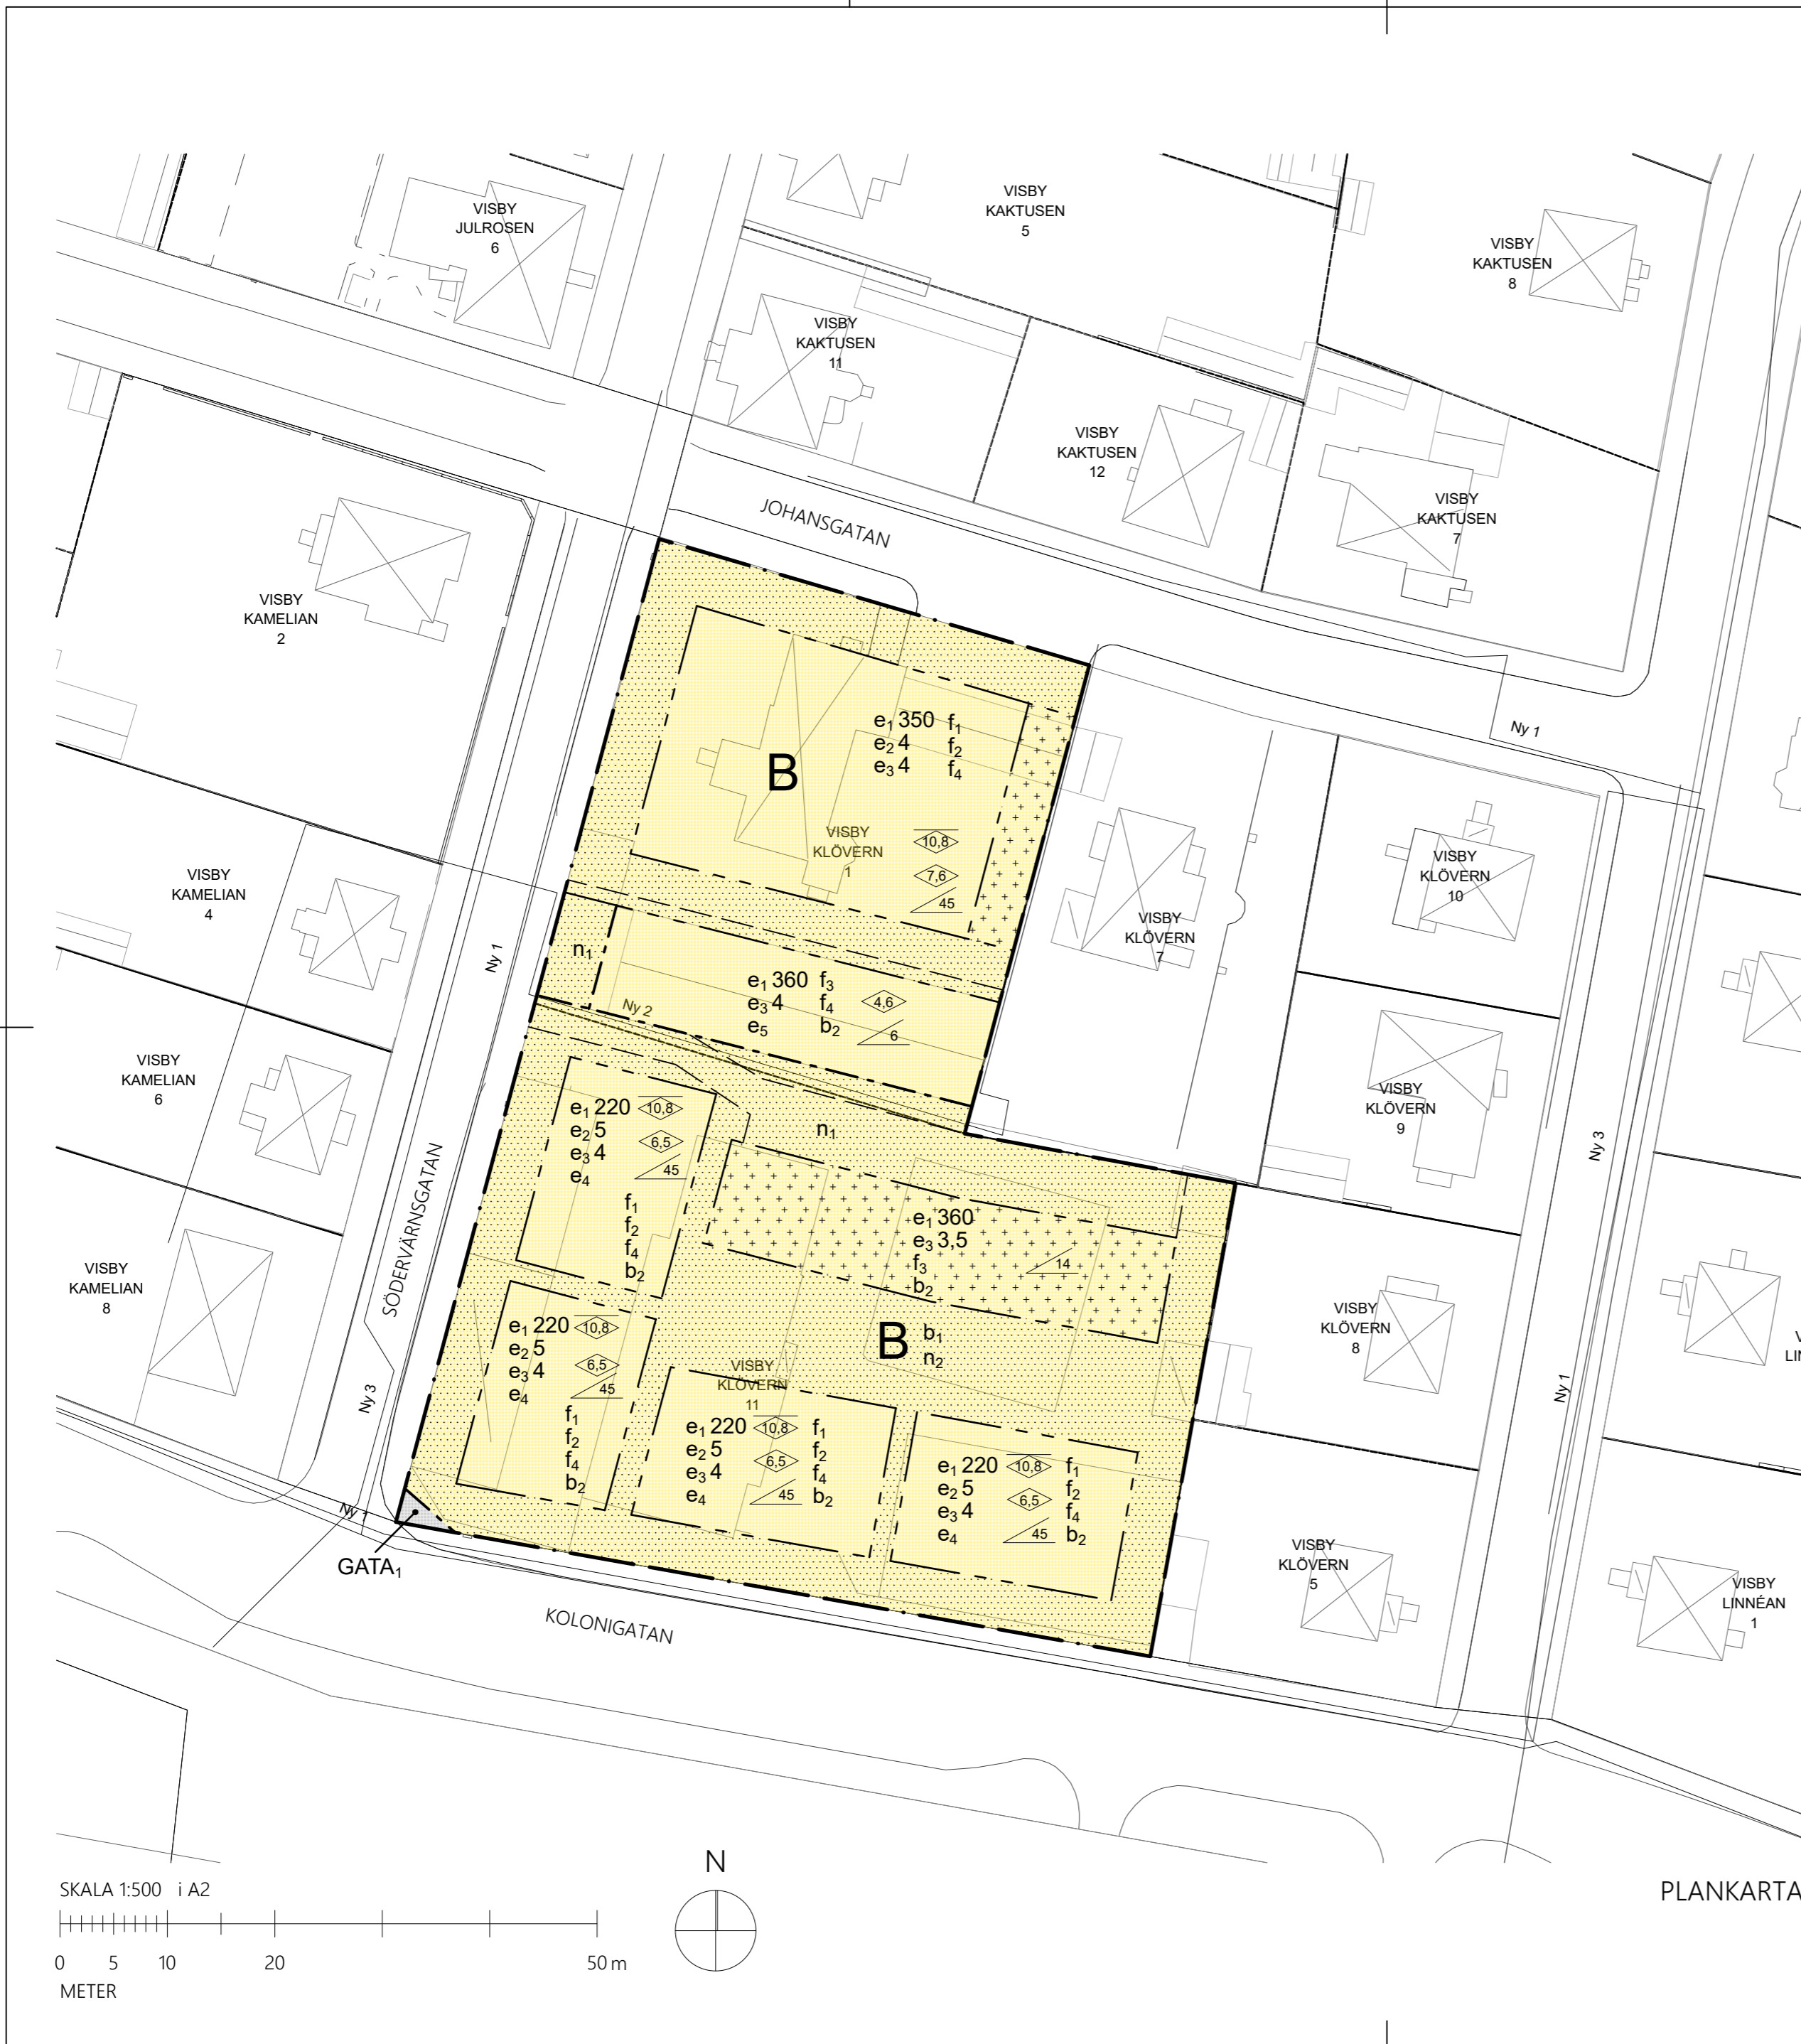 VISBY
KAKTUSEN
5
VISBY
JULROSEN
6
VISBY
KAKTUSEN
8
VISBY
KAKTUSEN
11
VISBY
KAKTUSEN
12
VISBY
KAKTUSEN
7
JOHANSGATAN
VISBY
KAMELIAN
2
Ny 1
e₁ 350 f₁
e₂ 4 f₂
e₃ 4 f₄
B
VISBY
KLÖVERN
1
10,8
7,6
45
VISBY
KLÖVERN
10
VISBY
KAMELIAN
4
VISBY
KLÖVERN
7
Ny 1
n₁
e₁ 360 f₃
e₃ 4 f₄
e₅ b₂
4,6
6
Ny 2
VISBY
KAMELIAN
6
VISBY
KLÖVERN
9
Ny 3
e₁ 220 10,8
e₂ 5
e₃ 4 6,5
e₄ 45
f₁
f₂
f₄
b₂
n₁
e₁ 360
e₃ 3,5
f₃
b₂
14
SÖDERVÄRNSGATAN
VISBY
KAMELIAN
8
e₁ 220 10,8
e₂ 5
e₃ 4 6,5
e₄ 45
f₁
f₂
f₄
b₂
B b₁
n₂
VISBY
KLÖVERN
8
VISBY
KLÖVERN
11
Ny 3
Ny 1
e₁ 220 10,8 f₁
e₂ 5 f₂
e₃ 4 6,5 f₄
e₄ 45 b₂
e₁ 220 10,8 f₁
e₂ 5 f₂
e₃ 4 6,5 f₄
e₄ 45 b₂
GATA₁
VISBY
KLÖVERN
5
VISBY
LINNÉAN
1
KOLONIGATAN
SKALA 1:500 i A2
0 5 10 20 50 m
METER
N
PLANKARTA